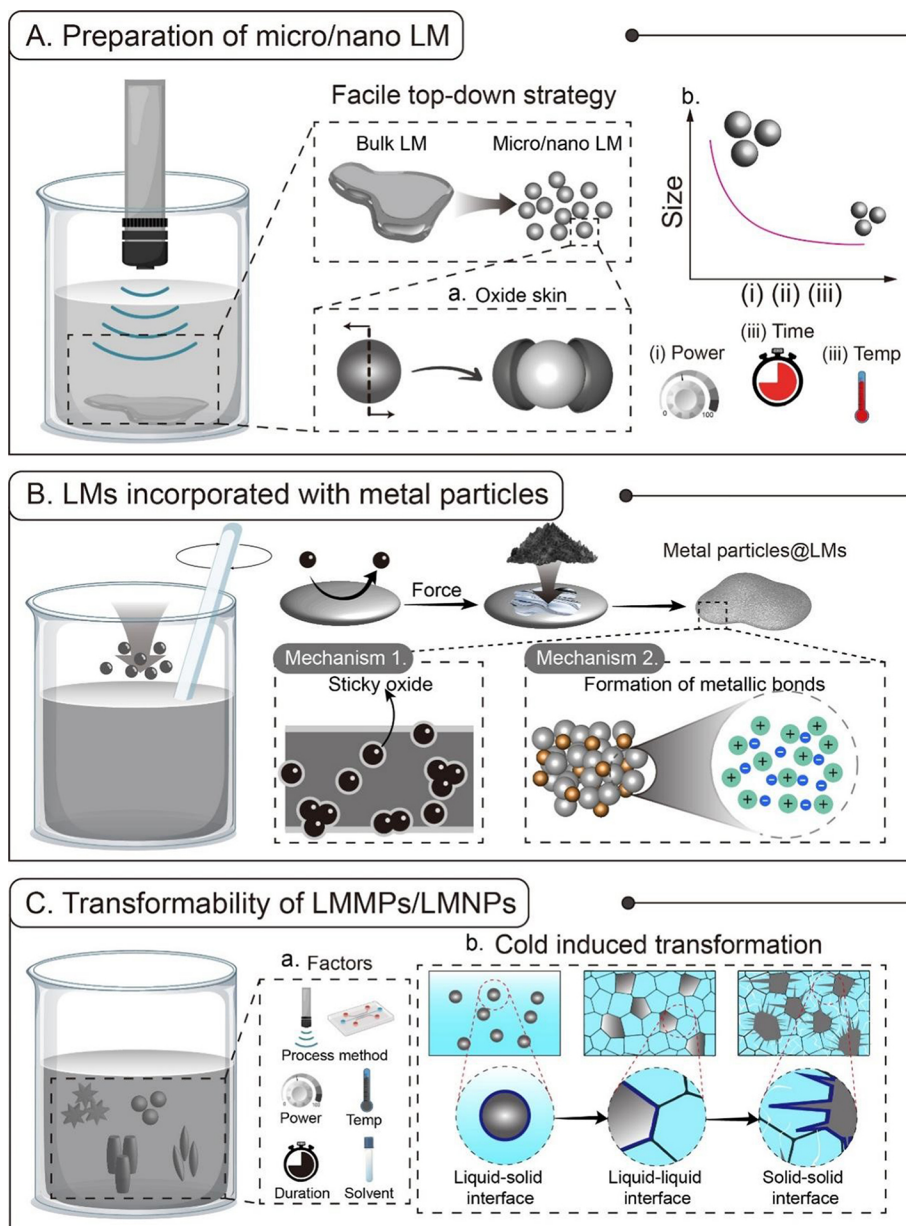 A. Preparation of micro/nano LM
Facile top-down strategy
Bulk LM
Micro/nano LM
a. Oxide skin
b.
Size
(i) (ii) (iii)
(i) Power
0
100
(iii) Time
(iii) Temp
B. LMs incorporated with metal particles
Force
Metal particles@LMs
Mechanism 1.
Sticky oxide
Mechanism 2.
Formation of metallic bonds
C. Transformability of LMMPs/LMNPs
a. Factors
Process method
Power
Temp
Duration
Solvent
b. Cold induced transformation
Liquid-solid
interface
Liquid-liquid
interface
Solid-solid
interface